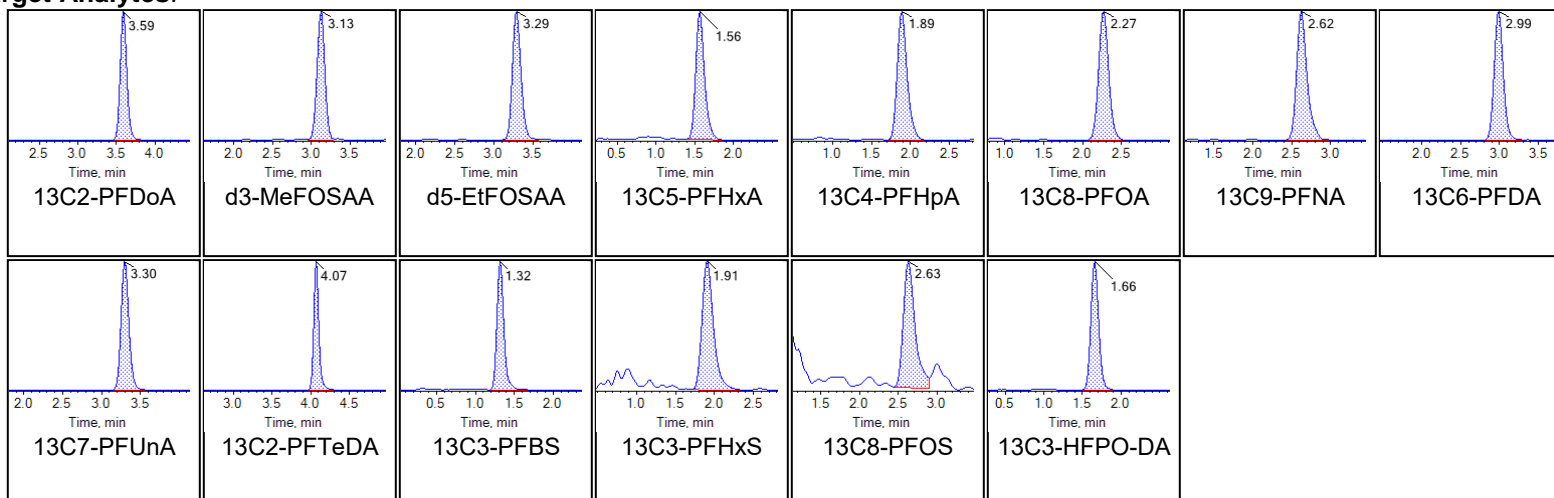 3.59 3.13 3.29 1.56 1.89 2.27 2.62 2.99
2.5 3.0 3.5 4.0 2.0 2.5 3.0 3.5 2.0 2.5 3.0 3.5 0.5 1.0 1.5 2.0 1.0 1.5 2.0 2.5 1.0 1.5 2.0 2.5 1.5 2.0 2.5 3.0 2.0 2.5 3.0 3.5
Time, min Time, min Time, min Time, min Time, min Time, min Time, min Time, min
13C2-PFDoA d3-MeFOSAA d5-EtFOSAA 13C5-PFHxA 13C4-PFHpA 13C8-PFOA 13C9-PFNA 13C6-PFDA
3.30 4.07 1.32 1.91 2.63 1.66
2.0 2.5 3.0 3.5 3.0 3.5 4.0 4.5 0.5 1.0 1.5 2.0 1.0 1.5 2.0 2.5 1.5 2.0 2.5 3.0 0.5 1.0 1.5 2.0
Time, min Time, min Time, min Time, min Time, min Time, min
13C7-PFUnA 13C2-PFTeDA 13C3-PFBS 13C3-PFHxS 13C8-PFOS 13C3-HFPO-DA